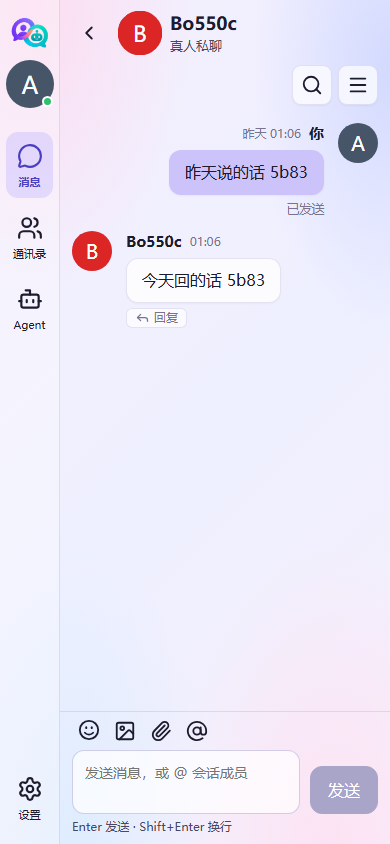 A
消息
通讯录
Agent
设置
B
Bo550c
真人私聊
昨天 01:06 你
A
昨天说的话 5b83
已发送
B
Bo550c 01:06
今天回的话 5b83
回复
发送消息，或 @ 会话成员
发送
Enter 发送 · Shift+Enter 换行